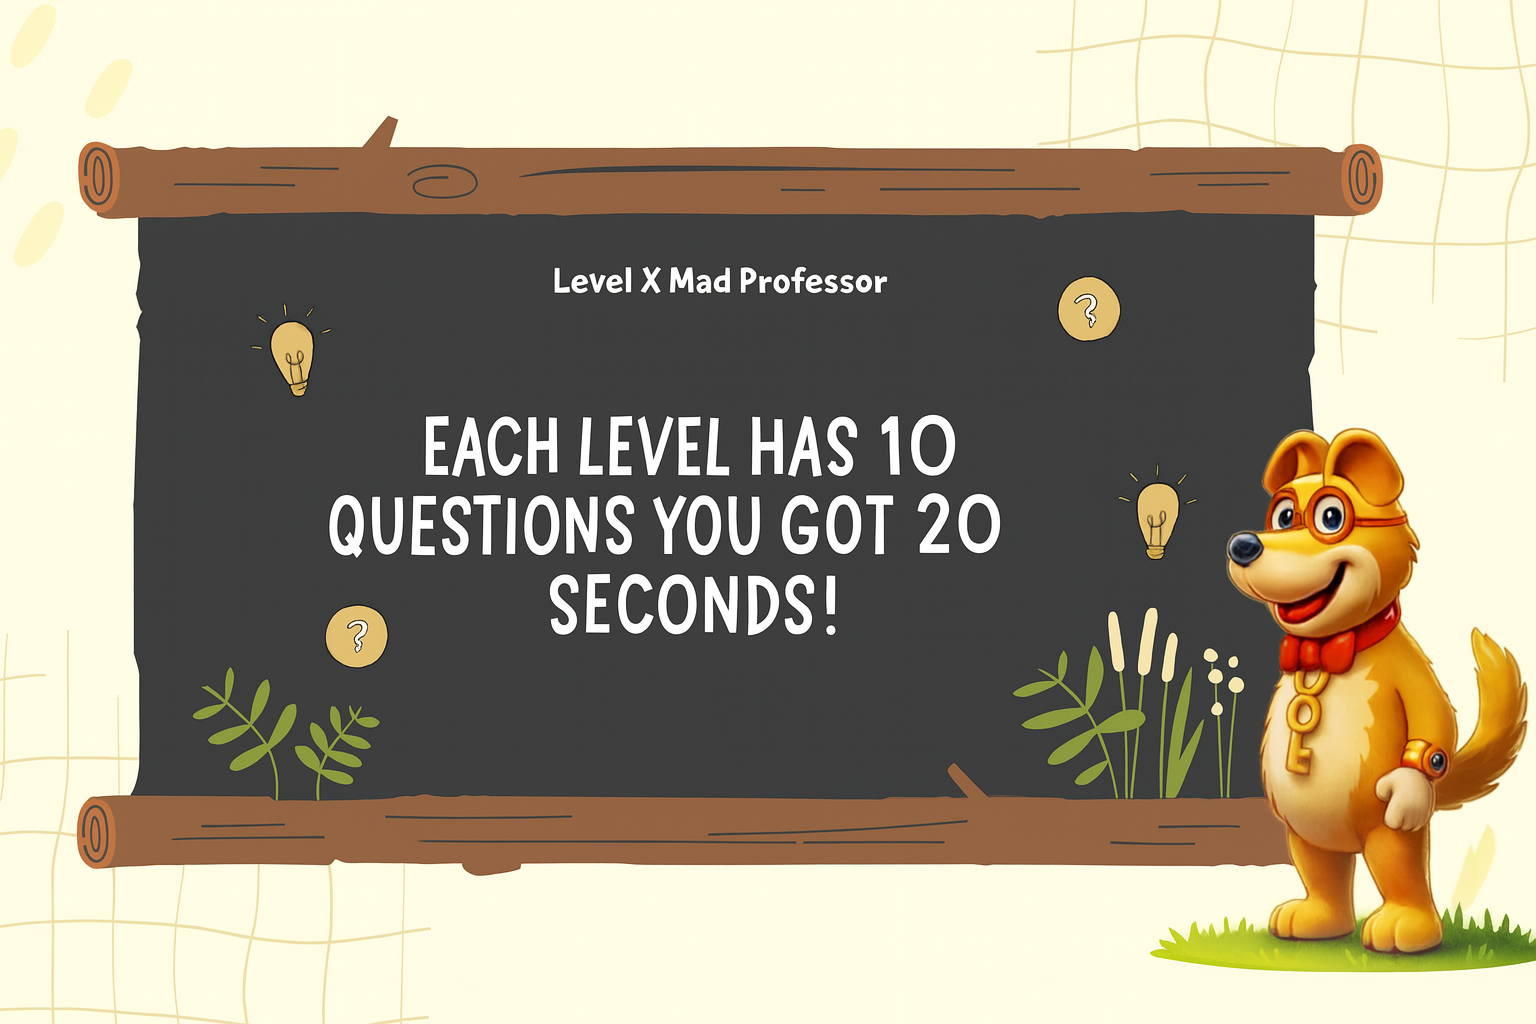 Level X Mad Professor
?
EACH LEVEL HAS 10
QUESTIONS YOU GOT 20
SECONDS!
?